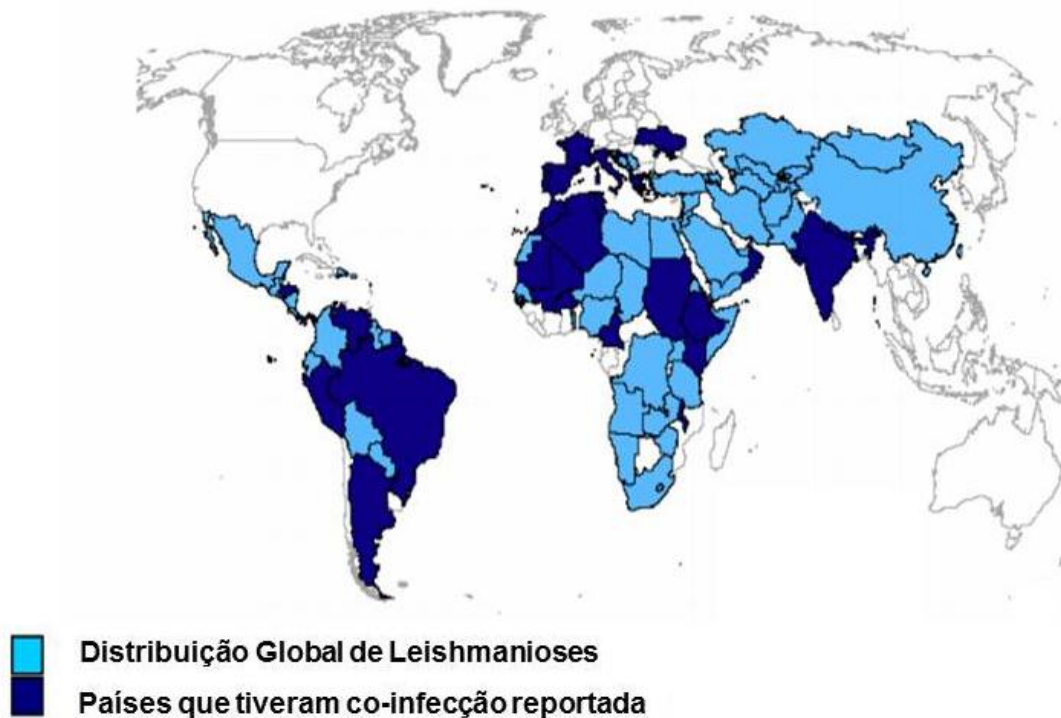 Distribuição Global de Leishmanioses
Países que tiveram co-infecção reportada